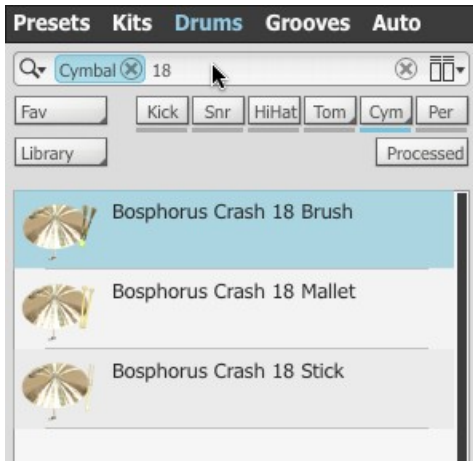 Presets Kits Drums Grooves Auto
Cymbal 18
Fav Kick Snr HiHat Tom Cym Per
Library Processed
Bosphorus Crash 18 Brush
Bosphorus Crash 18 Mallet
Bosphorus Crash 18 Stick